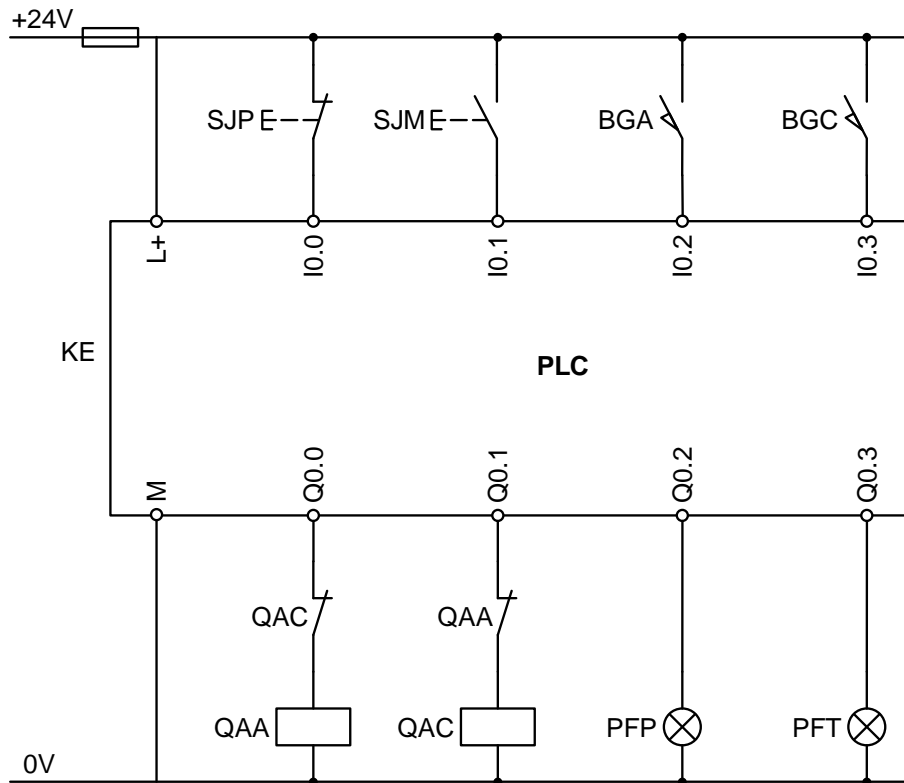 +24V
SJP
SJM
BGA
BGC
L+
I0.0
I0.1
I0.2
I0.3
KE
PLC
M
Q0.0
Q0.1
Q0.2
Q0.3
QAC
QAA
QAA
QAC
PFP
PFT
0V